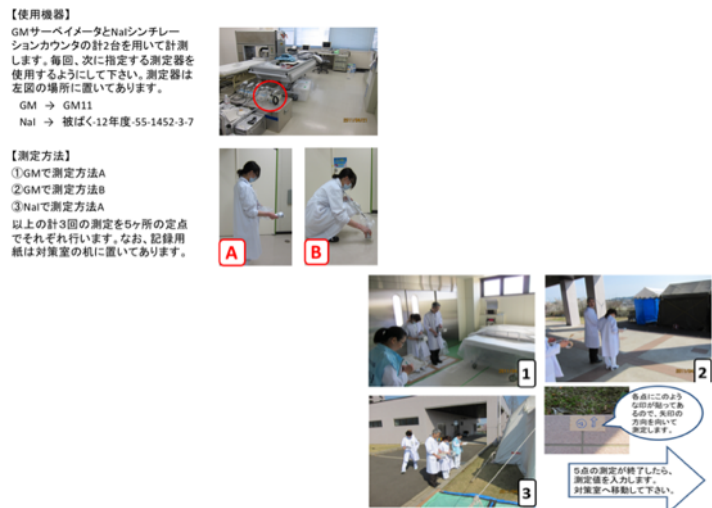 【使用機器】
GMサーベイメータとNaIシンチレー
ションカウンタの計2台を用いて計測
します。毎回、次に指定する測定器を
使用するようにして下さい。測定器は
左図の場所に置いてあります。
GM → GM11
NaI → 被ばく-12年度-55-1452-3-7
【測定方法】
①GMで測定方法A
②GMで測定方法B
③NaIで測定方法A
以上の計3回の測定を5ヶ所の定点
でそれぞれ行います。なお、記録用
紙は対策室の机に置いてあります。
A
B
1
2
3
各点にこのよう
な印が貼ってあ
るので、矢印の
方向を向いて
測定します。
5点の測定が終了したら、
測定値を入力します。
対策室へ移動して下さい。